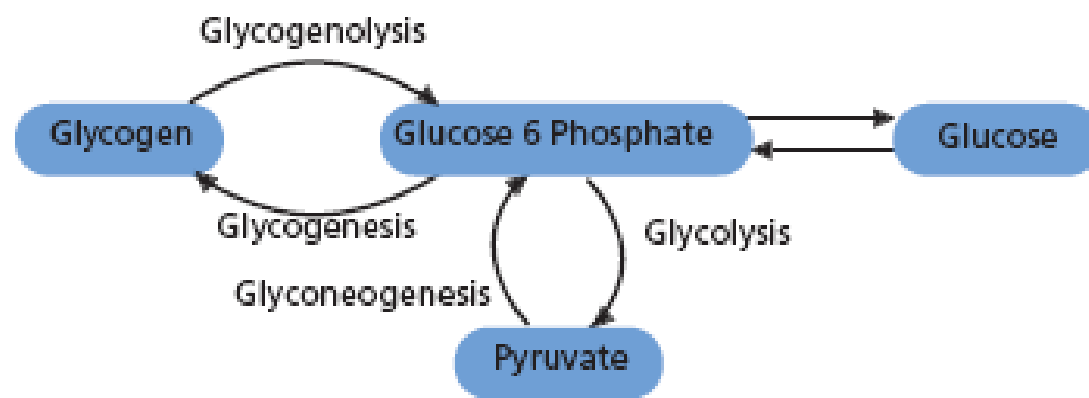 Glycogenolysis
Glycogen
Glucose 6 Phosphate
Glucose
Glycogenesis
Glycolysis
Glyconeogenesis
Pyruvate